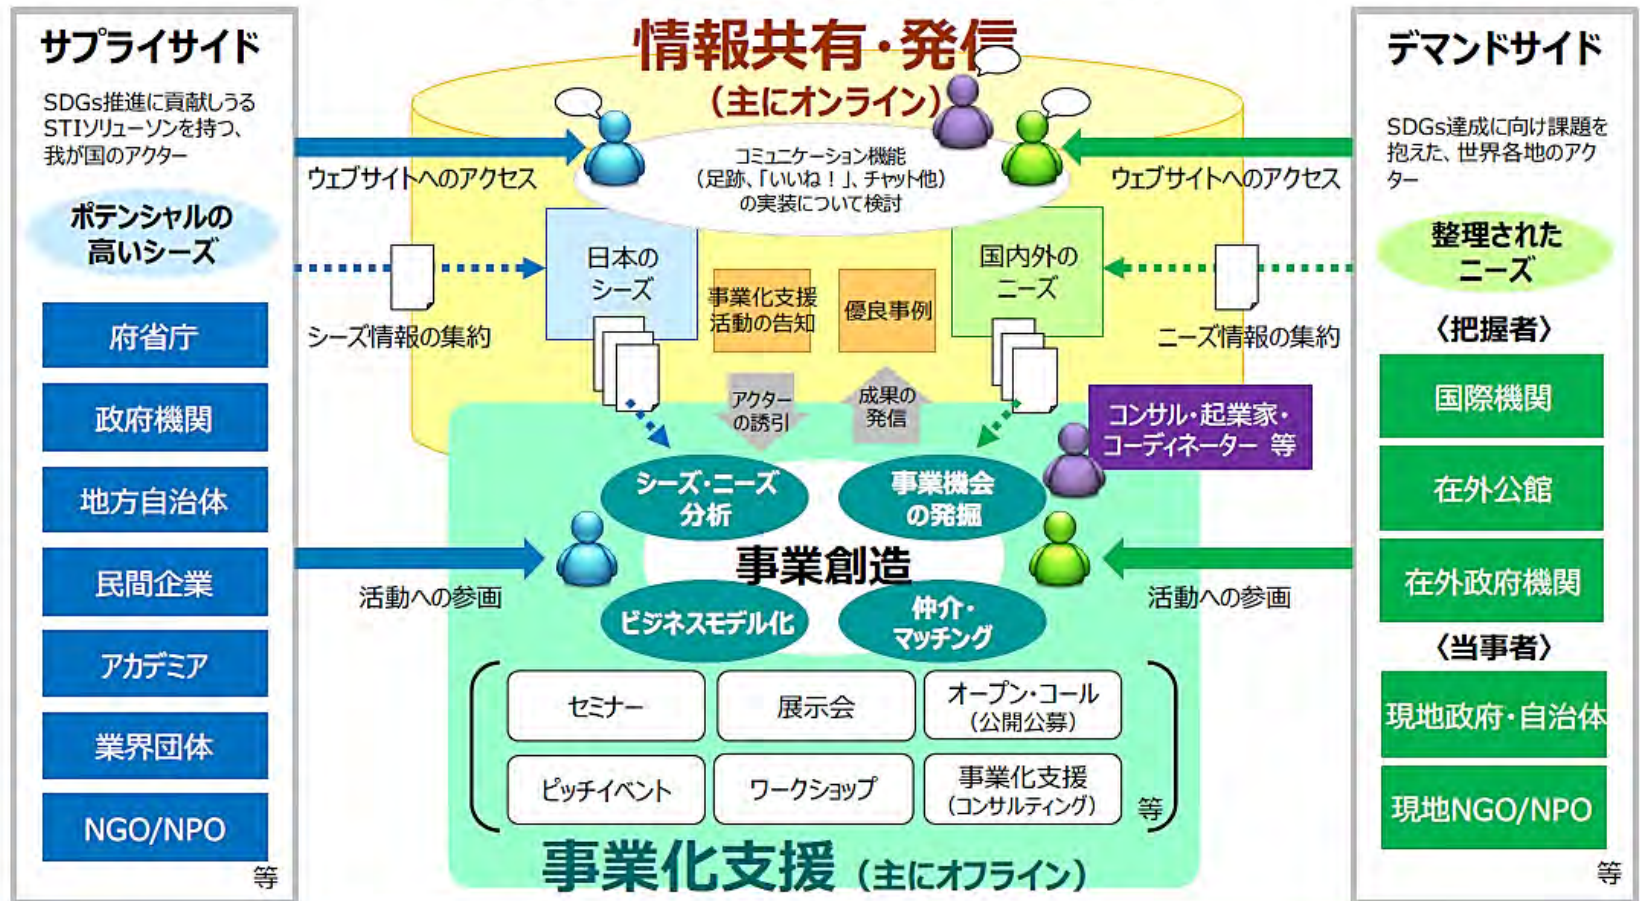 サプライサイド
SDGs推進に貢献しうる
STIソリューソンを持つ、
我が国のアクター
ポテンシャルの
高いシーズ
府省庁
政府機関
地方自治体
民間企業
アカデミア
業界団体
NGO/NPO
等
情報共有・発信
(主にオンライン)
コミュニケーション機能
(足跡、「いいね!」、チャット他)
の実装について検討
ウェブサイトへのアクセス
ウェブサイトへのアクセス
シーズ情報の集約
日本の
シーズ
事業化支援
活動の告知
優良事例
国内外の
ニーズ
ニーズ情報の集約
アクター
の誘引
成果の
発信
コンサル・起業家・
コーディネーター 等
シーズ・ニーズ
分析
事業機会
の発掘
事業創造
ビジネスモデル化
仲介・
マッチング
活動への参画
活動への参画
セミナー
展示会
オープン・コール
(公開公募)
ピッチイベント
ワークショップ
事業化支援
(コンサルティング)
等
事業化支援 (主にオフライン)
デマンドサイド
SDGs達成に向け課題を
抱えた、世界各地のアク
ター
整理された
ニーズ
〈把握者〉
国際機関
在外公館
在外政府機関
〈当事者〉
現地政府・自治体
現地NGO/NPO
等